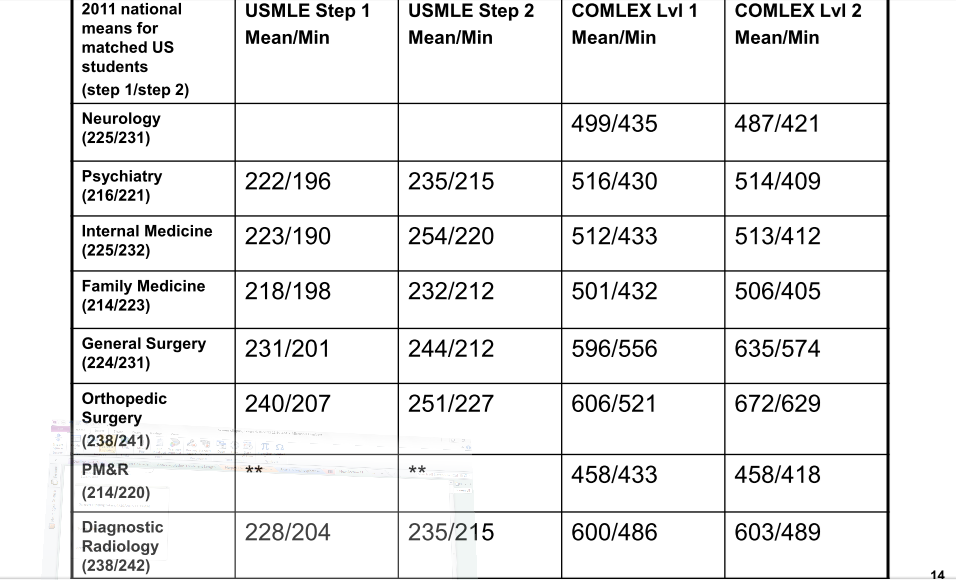 2011 national means for matched US students (step 1/step 2) USMLE Step 1 Mean/Min USMLE Step 2 Mean/Min COMLEX Lvl 1 Mean/Min COMLEX Lvl 2 Mean/Min
Neurology (225/231) 499/435 487/421
Psychiatry (216/221) 222/196 235/215 516/430 514/409
Internal Medicine (225/232) 223/190 254/220 512/433 513/412
Family Medicine (214/223) 218/198 232/212 501/432 506/405
General Surgery (224/231) 231/201 244/212 596/556 635/574
Orthopedic Surgery (238/241) 240/207 251/227 606/521 672/629
PM&R (214/220) ** ** 458/433 458/418
Diagnostic Radiology (238/242) 228/204 235/215 600/486 603/489
14